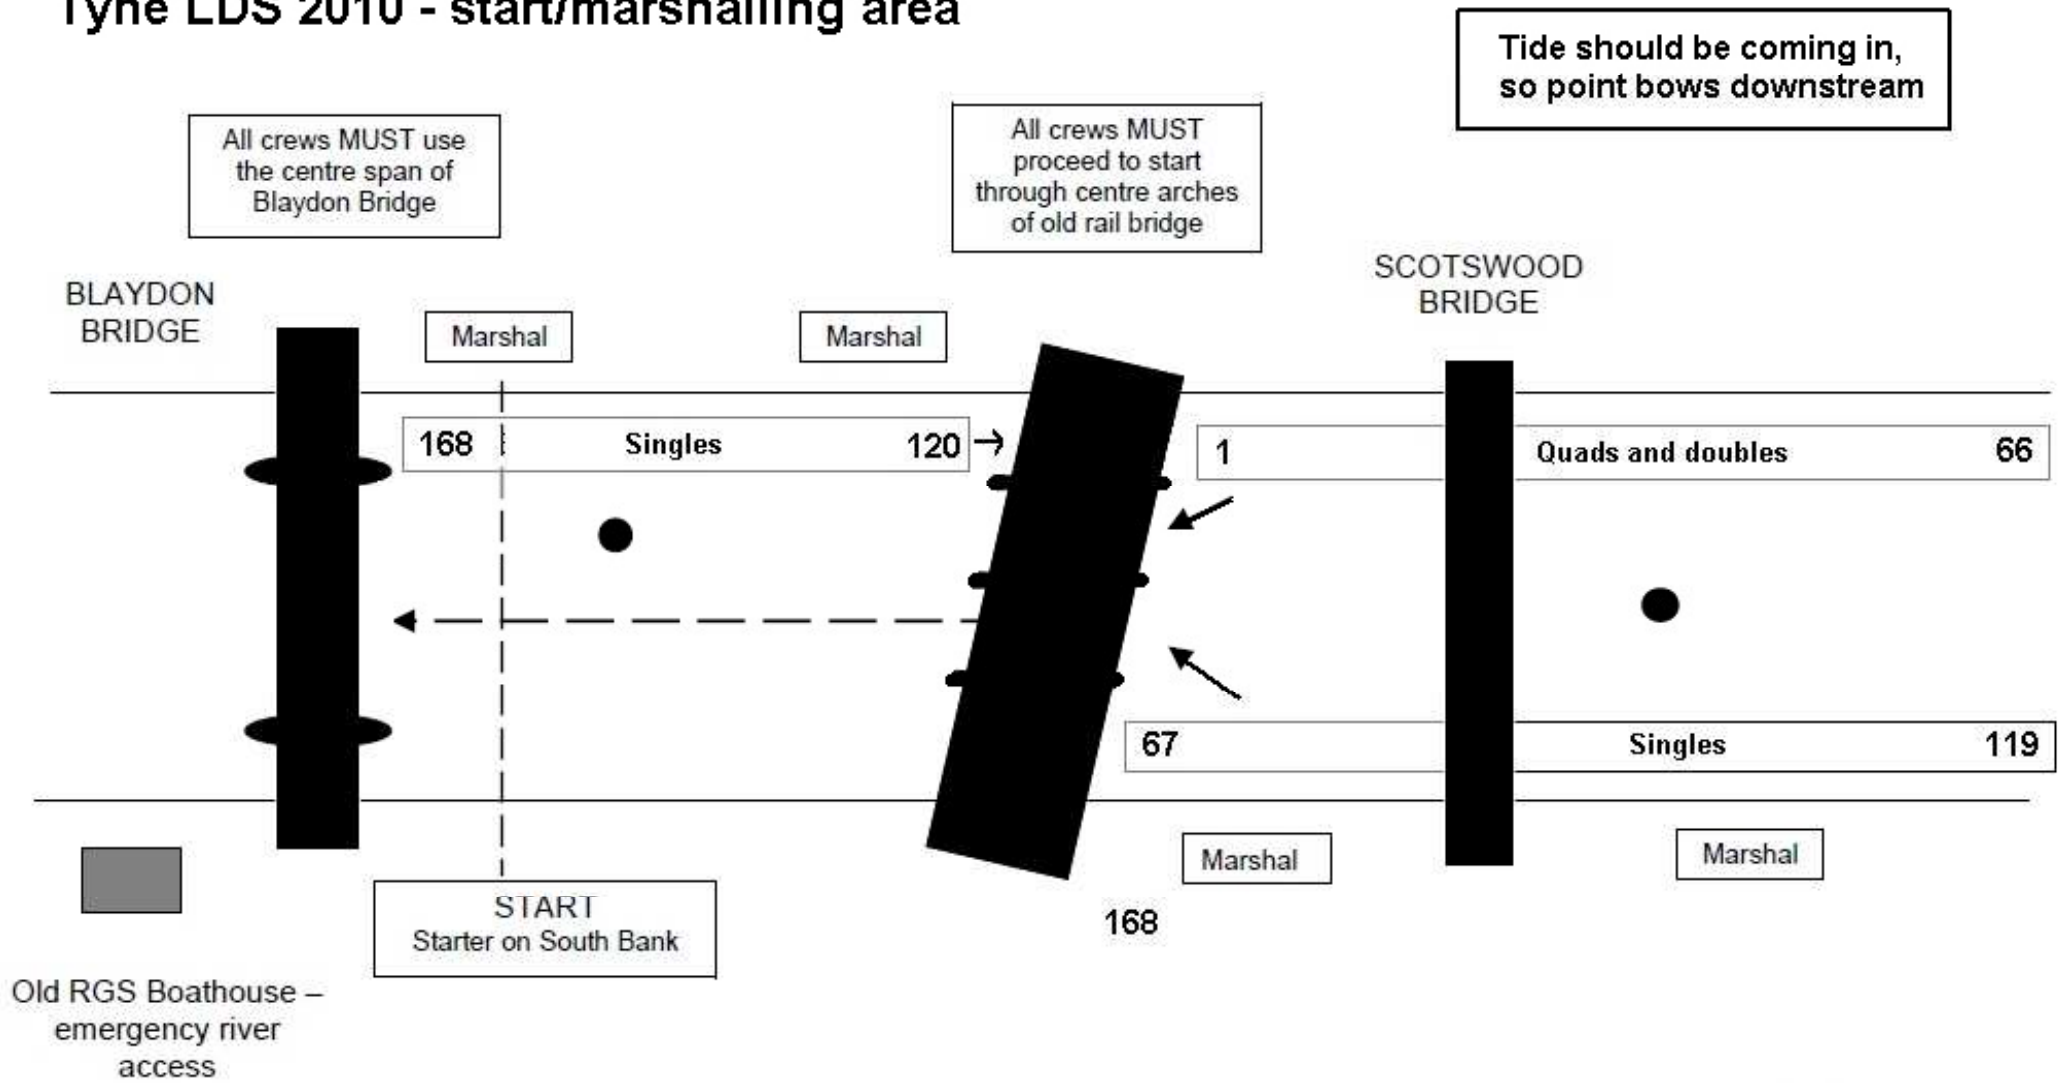 Tyne LDS 2010 - start/marshalling area
Tide should be coming in,
so point bows downstream
All crews MUST use
the centre span of
Blaydon Bridge
All crews MUST
proceed to start
through centre arches
of old rail bridge
SCOTSWOOD
BRIDGE
BLAYDON
BRIDGE
Marshal
Marshal
168 Singles 120
1 Quads and doubles 66
67 Singles 119
Marshal
Marshal
START
Starter on South Bank
168
Old RGS Boathouse –
emergency river
access